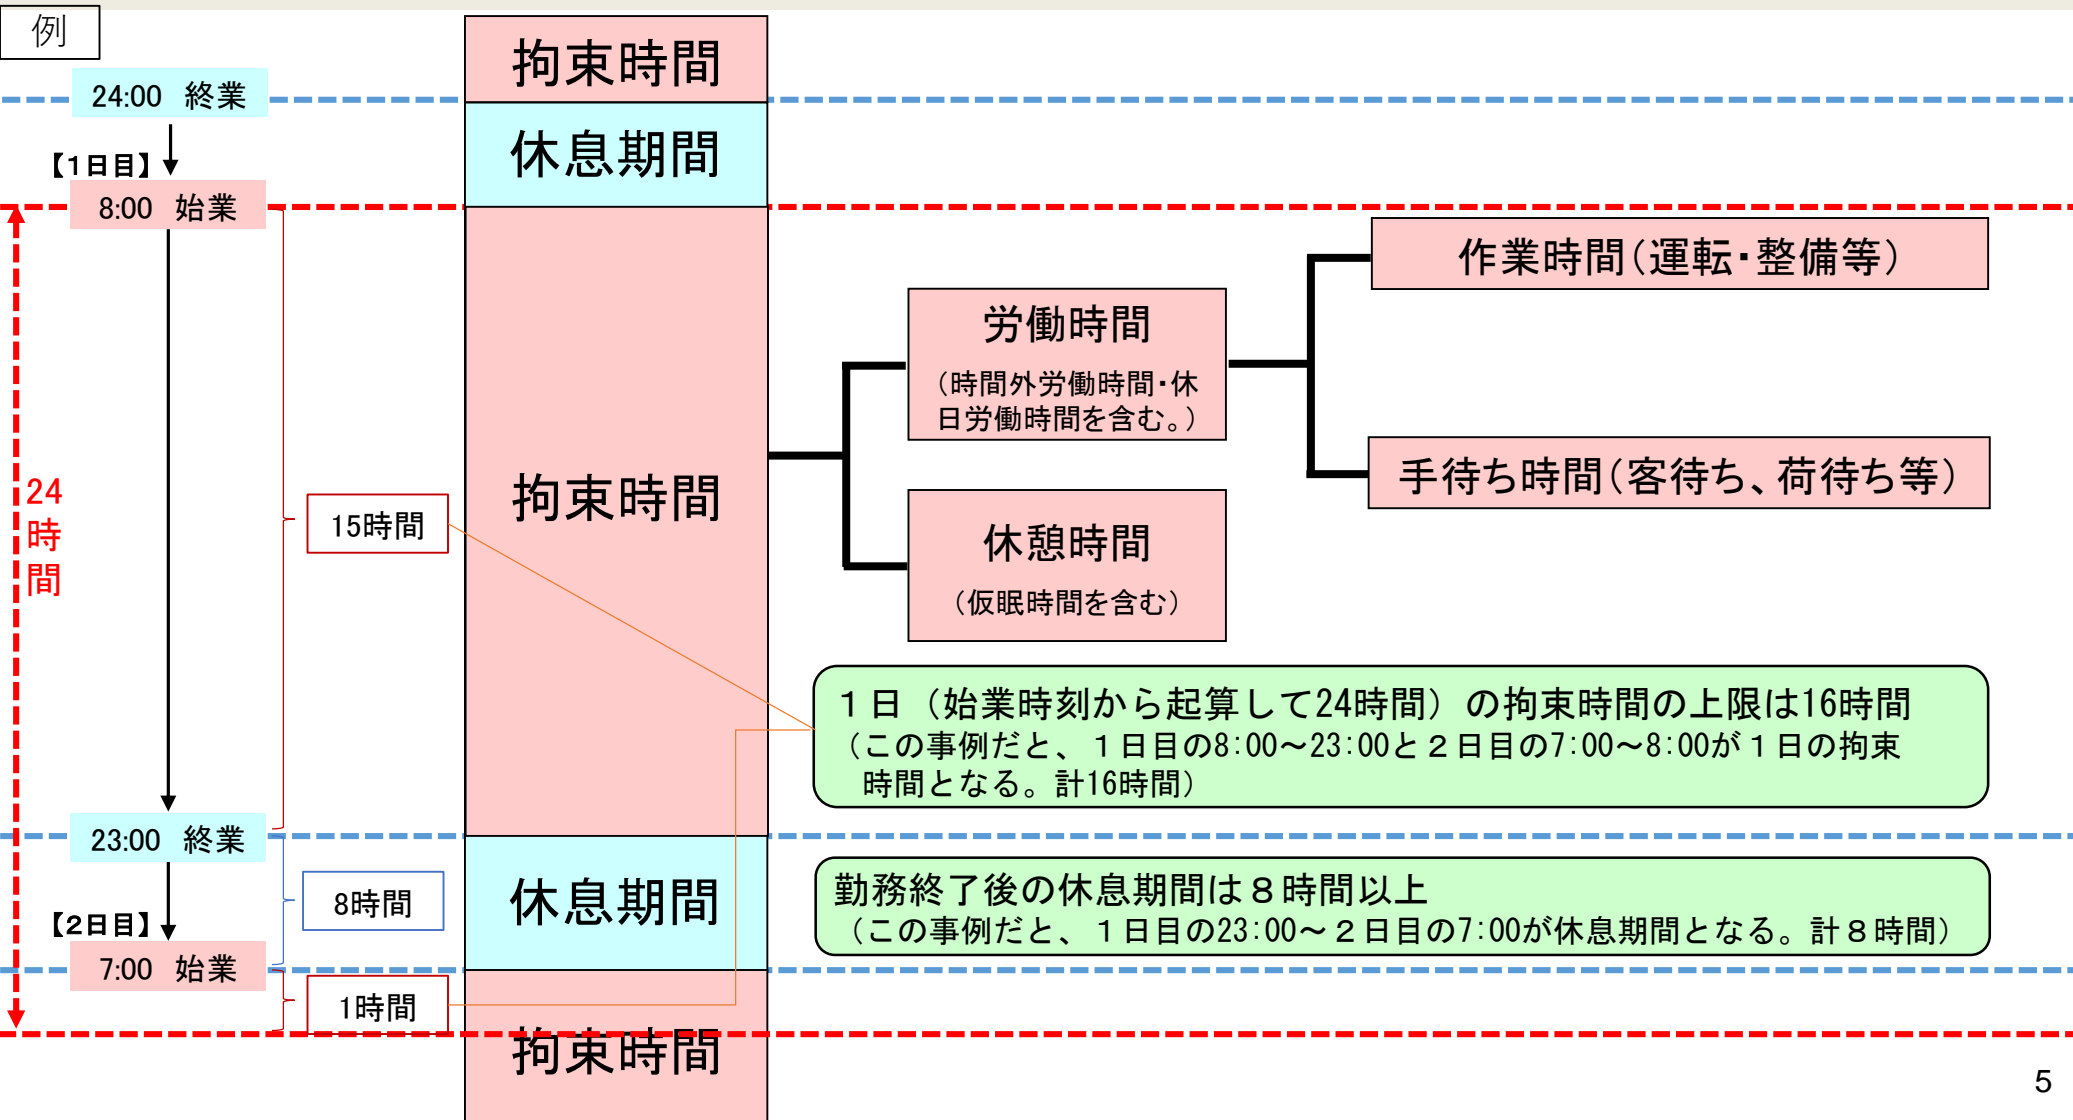 例
拘束時間
24:00 終業
休息期間
【1日目】
8:00 始業
24
時
間
15時間
拘束時間
労働時間
（時間外労働時間・休
日労働時間を含む。）
休憩時間
（仮眠時間を含む）
作業時間（運転・整備等）
手待ち時間（客待ち、荷待ち等）
１日（始業時刻から起算して24時間）の拘束時間の上限は16時間
（この事例だと、１日目の8:00～23:00と２日目の7:00～8:00が１日の拘束
時間となる。計16時間）
23:00 終業
8時間
休息期間
勤務終了後の休息期間は８時間以上
（この事例だと、１日目の23:00～２日目の7:00が休息期間となる。計８時間）
【2日目】
7:00 始業
1時間
拘束時間
5